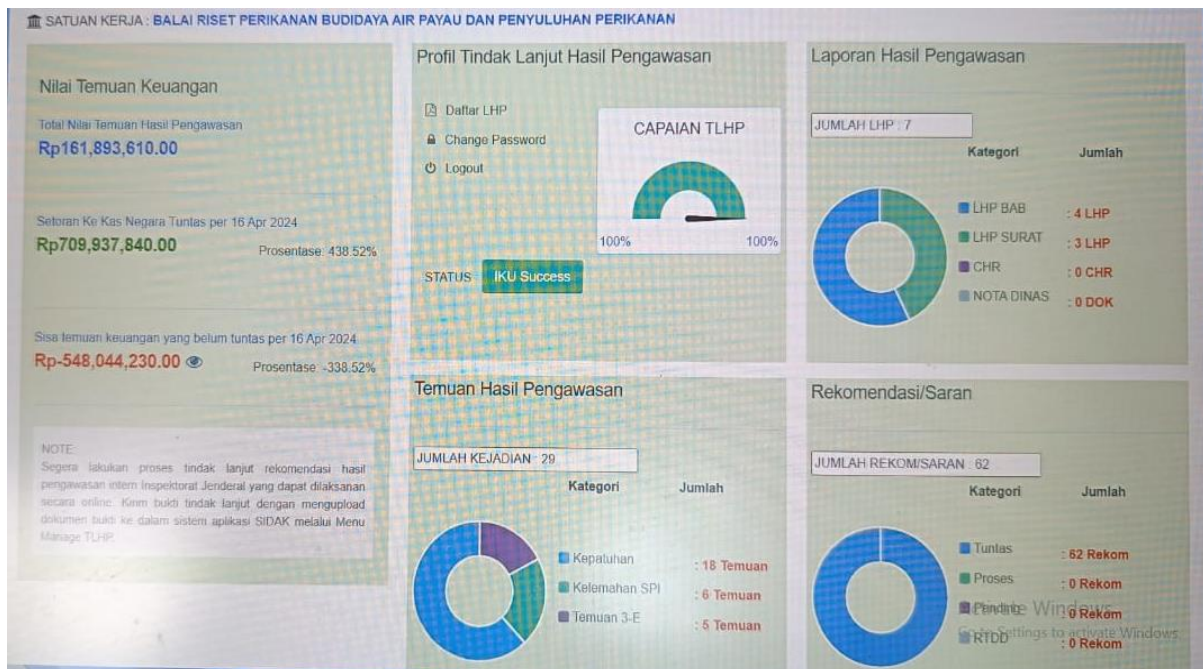 SATUAN KERJA : BALAI RISET PERIKANAN BUDIDAYA AIR PAYAU DAN PENYULUHAN PERIKANAN
Nilai Temuan Keuangan
Total Nilai Temuan Hasil Pengawasan
Rp161,893,610.00
Setoran Ke Kas Negara Tuntas per 16 Apr 2024
Rp709,937,840.00
Prosentase: 438.52%
Sisa temuan keuangan yang belum tuntas per 16 Apr 2024
Rp-548,044,230.00
Prosentase: -338.52%
NOTE:
Segera lakukan proses tindak lanjut rekomendasi hasil
pengawasan intern Inspektorat Jenderal yang dapat dilaksanan
secara online. Kirim bukti tindak lanjut dengan mengupload
dokumen bukti ke dalam sistem aplikasi SIDAK melalui Menu
Manage TLHP.
Profil Tindak Lanjut Hasil Pengawasan
Daftar LHP
Change Password
Logout
CAPAIAN TLHP
100%
100%
STATUS
IKU Success
Laporan Hasil Pengawasan
JUMLAH LHP : 7
Kategori Jumlah
LHP BAB : 4 LHP
LHP SURAT : 3 LHP
CHR : 0 CHR
NOTA DINAS : 0 DOK
Temuan Hasil Pengawasan
JUMLAH KEJADIAN : 29
Kategori Jumlah
Kepatuhan : 18 Temuan
Kelemahan SPI : 6 Temuan
Temuan 3-E : 5 Temuan
Rekomendasi/Saran
JUMLAH REKOM/SARAN : 62
Kategori Jumlah
Tuntas : 62 Rekom
Proses : 0 Rekom
Pending : 0 Rekom
RTDD : 0 Rekom
Windows
Settings to activate Windows.